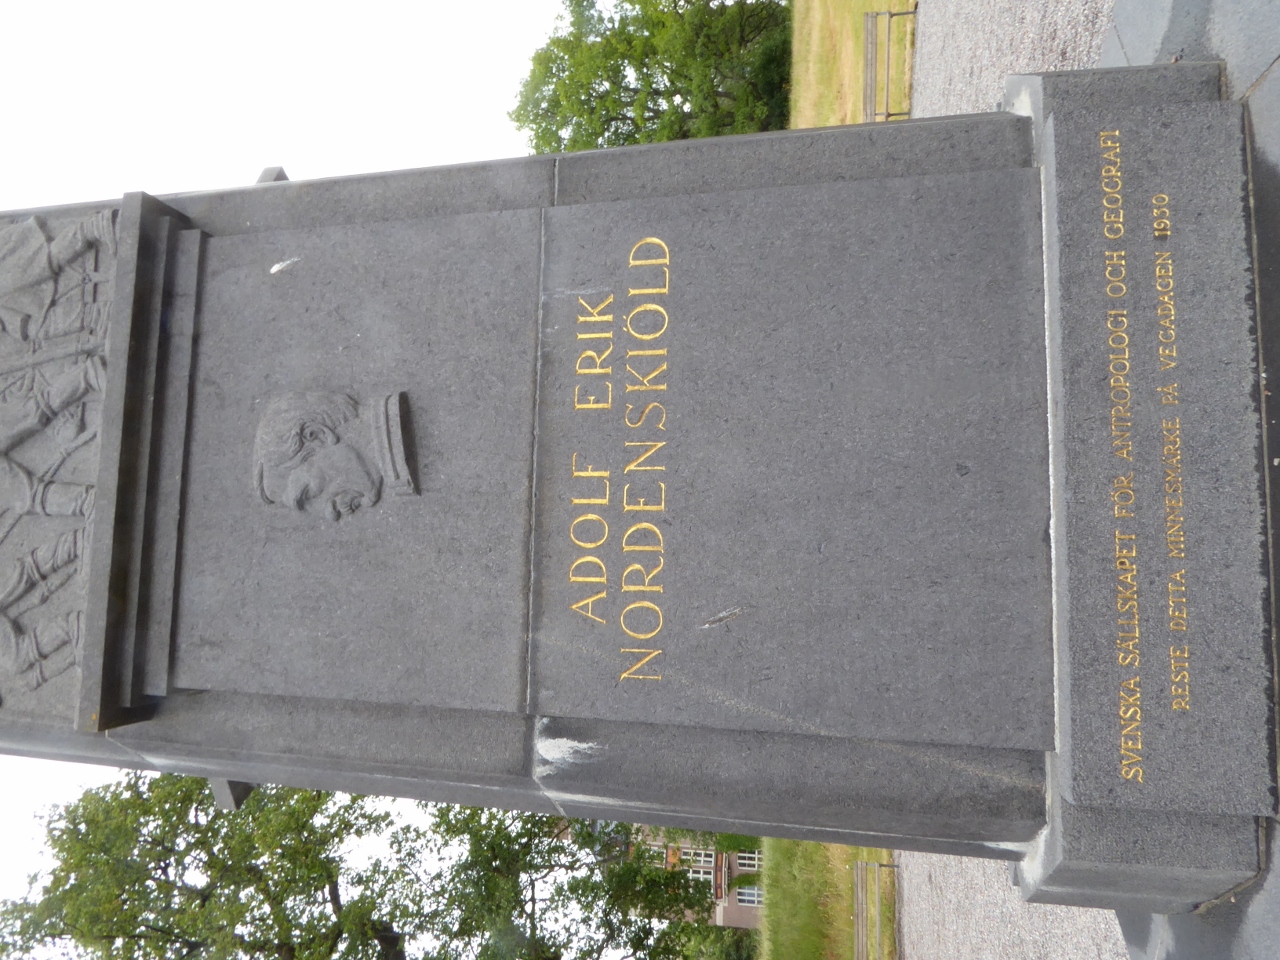 ADOLF ERIK
NORDENSKIÖLD
SVENSKA SÄLLSKAPET FÖR ANTROPOLOGI OCH GEOGRAFI
RESTE DETTA MINNESMÄRKE PÅ VEGADAGEN 1930